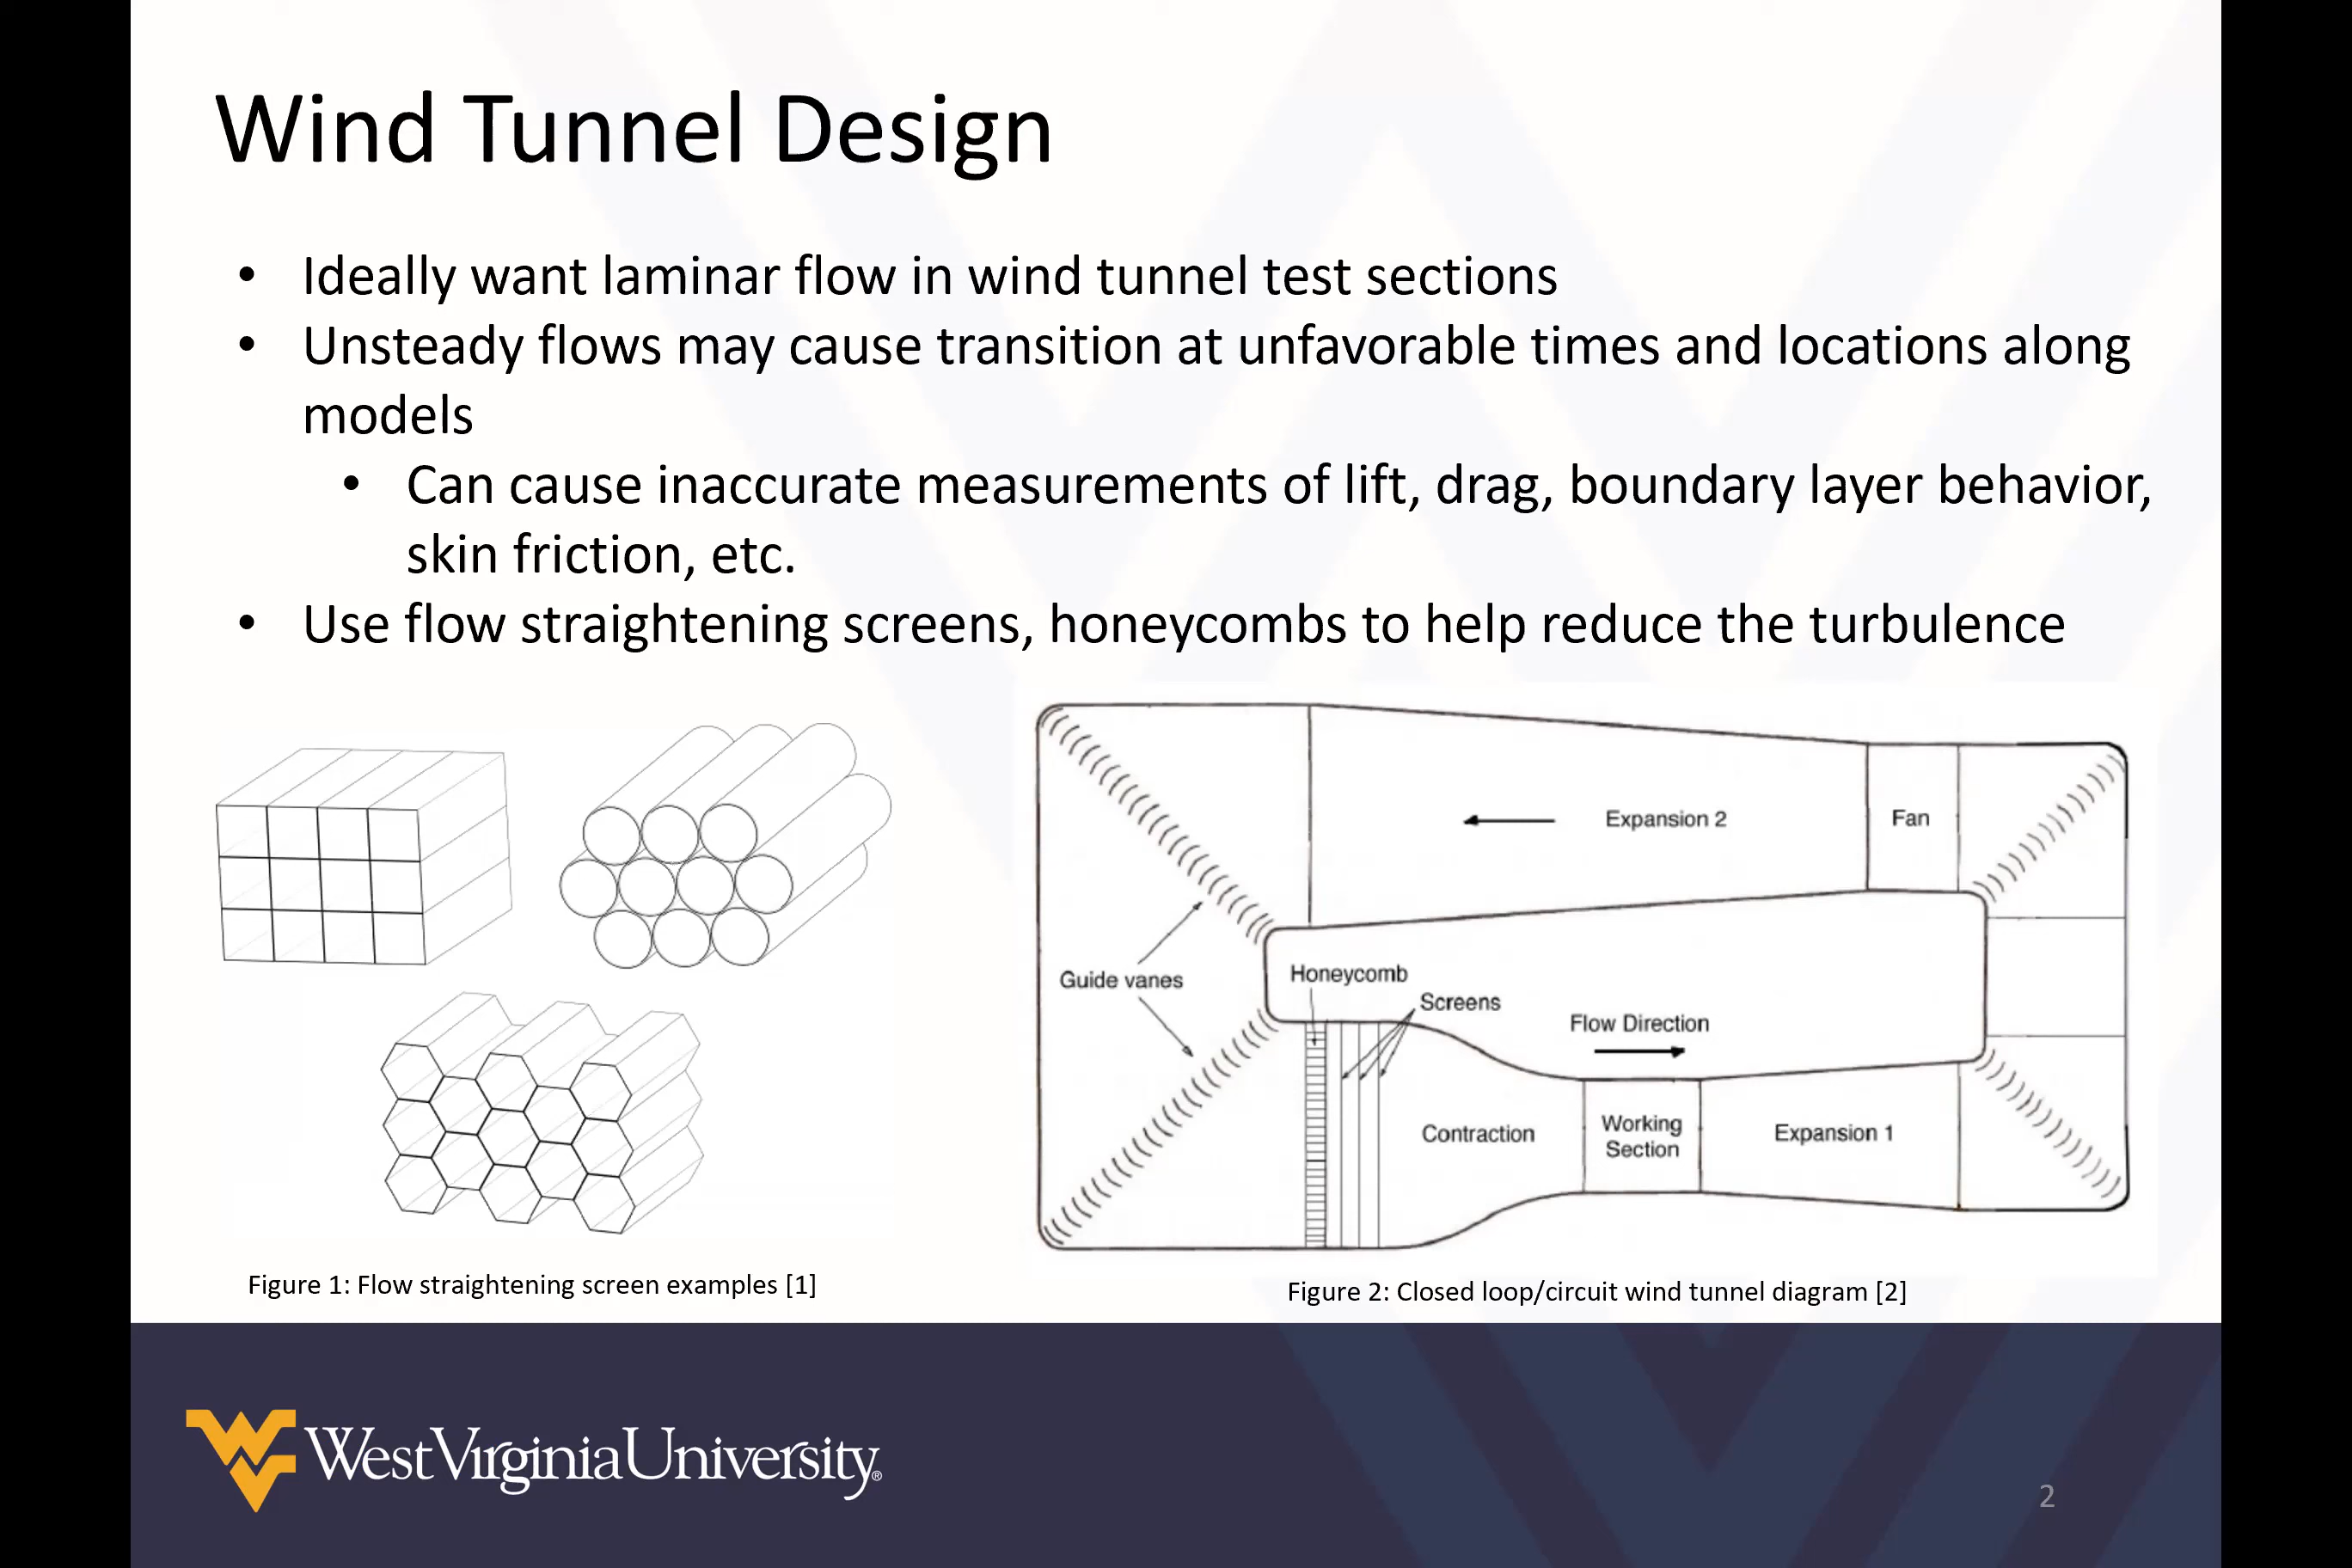 Wind Tunnel Design
• Ideally want laminar flow in wind tunnel test sections
• Unsteady flows may cause transition at unfavorable times and locations along
models
• Can cause inaccurate measurements of lift, drag, boundary layer behavior,
skin friction, etc.
• Use flow straightening screens, honeycombs to help reduce the turbulence
Expansion 2
Fan
Guide vanes
Honeycomb
Screens
Flow Direction
Contraction
Working
Section
Expansion 1
Figure 1: Flow straightening screen examples [1]
Figure 2: Closed loop/circuit wind tunnel diagram [2]
WestVirginiaUniversity®
2